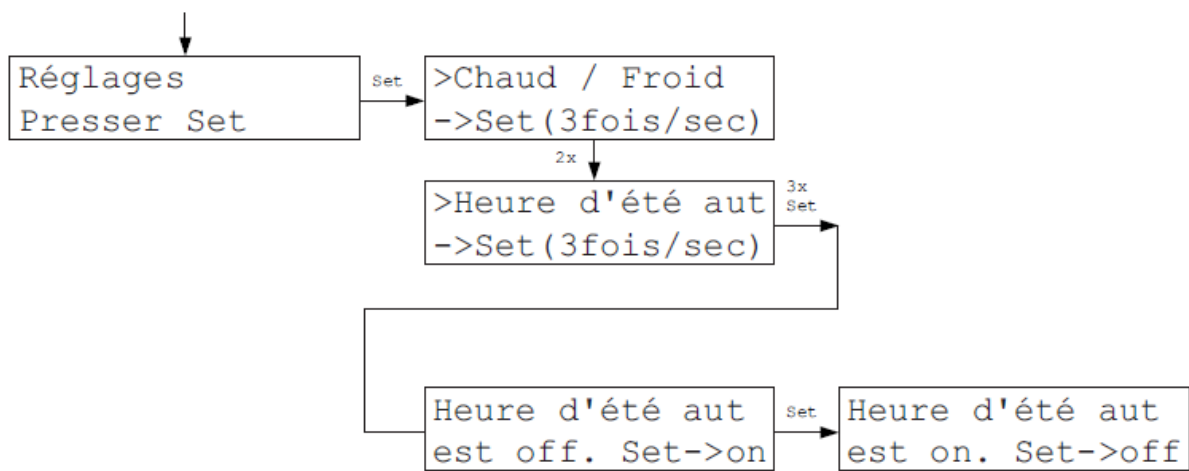 Réglages
Presser Set
Set
>Chaud / Froid
->Set(3fois/sec)
2x
>Heure d'été aut
->Set(3fois/sec)
3x
Set
Heure d'été aut
est off. Set->on
Set
Heure d'été aut
est on. Set->off